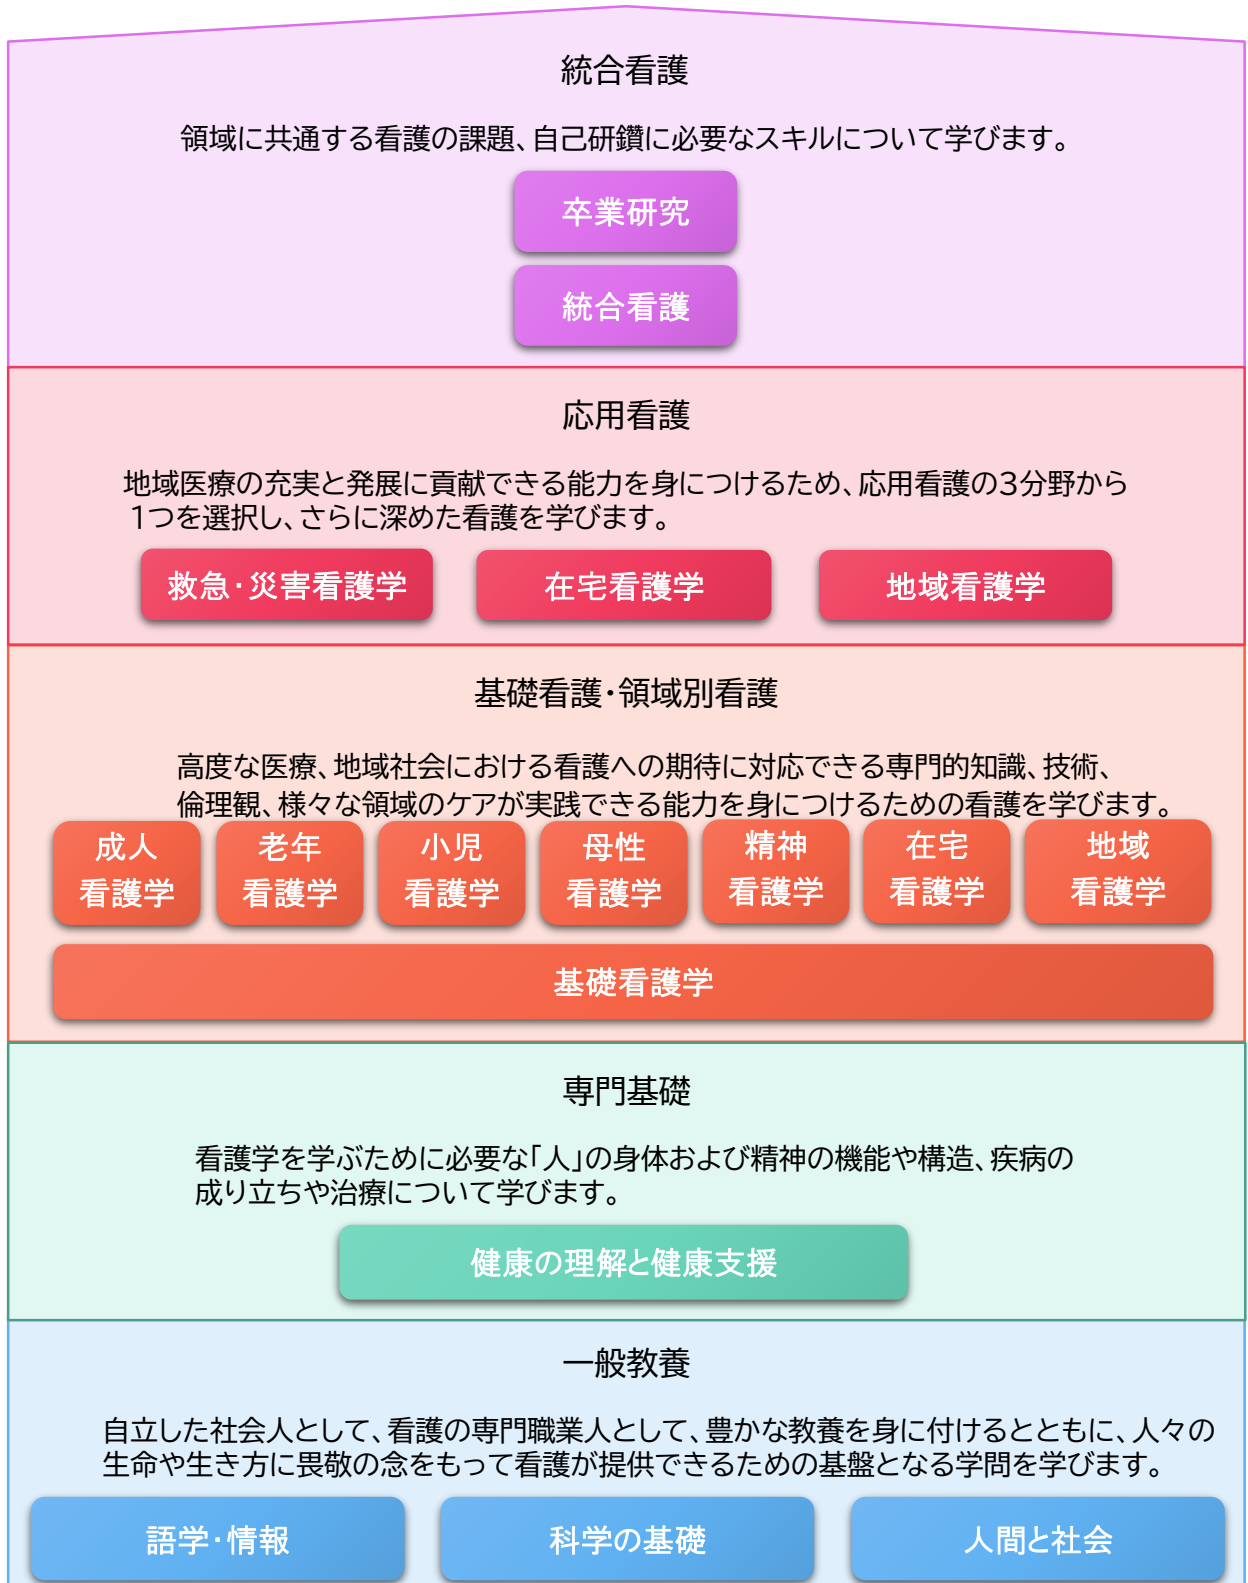 統合看護
領域に共通する看護の課題、自己研鑽に必要なスキルについて学びます。
卒業研究
統合看護
応用看護
地域医療の充実と発展に貢献できる能力を身につけるため、応用看護の3分野から
1つを選択し、さらに深めた看護を学びます。
救急・災害看護学
在宅看護学
地域看護学
基礎看護・領域別看護
高度な医療、地域社会における看護への期待に対応できる専門的知識、技術、
倫理観、様々な領域のケアが実践できる能力を身につけるための看護を学びます。
成人
看護学
老年
看護学
小児
看護学
母性
看護学
精神
看護学
在宅
看護学
地域
看護学
基礎看護学
専門基礎
看護学を学ぶために必要な「人」の身体および精神の機能や構造、疾病の
成り立ちや治療について学びます。
健康の理解と健康支援
一般教養
自立した社会人として、看護の専門職業人として、豊かな教養を身に付けるとともに、人々の
生命や生き方に畏敬の念をもって看護が提供できるための基盤となる学問を学びます。
語学・情報
科学の基礎
人間と社会